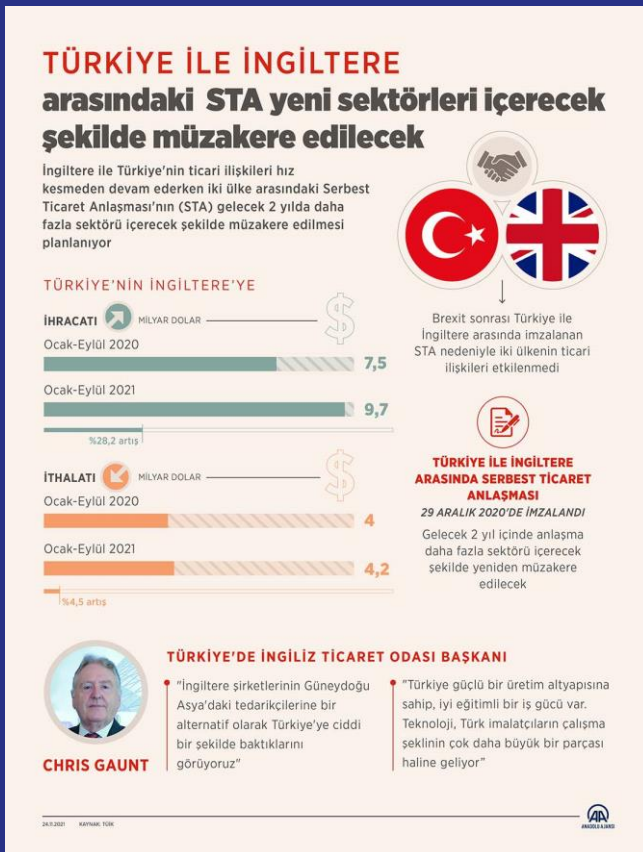 TÜRKİYE İLE İNGİLTERE
arasındaki STA yeni sektörleri içerecek
şekilde müzakere edilecek
İngiltere ile Türkiye'nin ticari ilişkileri hız
kesmeden devam ederken iki ülke arasındaki Serbest
Ticaret Anlaşması'nın (STA) gelecek 2 yılda daha
fazla sektörü içerecek şekilde müzakere edilmesi
planlanıyor
TÜRKİYE'NİN İNGİLTERE'YE
İHRACATI MİLYAR DOLAR $
Ocak-Eylül 2020
7,5
Ocak-Eylül 2021
9,7
%28,2 artış
İTHALATI MİLYAR DOLAR $
Ocak-Eylül 2020
4
Ocak-Eylül 2021
4,2
%4,5 artış
Brexit sonrası Türkiye ile
İngiltere arasında imzalanan
STA nedeniyle iki ülkenin ticari
ilişkileri etkilenmedi
TÜRKİYE İLE İNGİLTERE
ARASINDA SERBEST TİCARET
ANLAŞMASI
29 ARALIK 2020'DE İMZALANDI
Gelecek 2 yıl içinde anlaşma
daha fazla sektörü içerecek
şekilde yeniden müzakere
edilecek
TÜRKİYE'DE İNGİLİZ TİCARET ODASI BAŞKANI
CHRIS GAUNT
"İngiltere şirketlerinin Güneydoğu
Asya'daki tedarikçilerine bir
alternatif olarak Türkiye'ye ciddi
bir şekilde baktıklarını
görüyoruz"
"Türkiye güçlü bir üretim altyapısına
sahip, iyi eğitimli bir iş gücü var.
Teknoloji, Türk imalatçıların çalışma
şeklinin çok daha büyük bir parçası
haline geliyor"
24.11.2021 KAYNAK: TÜİK
AA
ANADOLU AJANSI